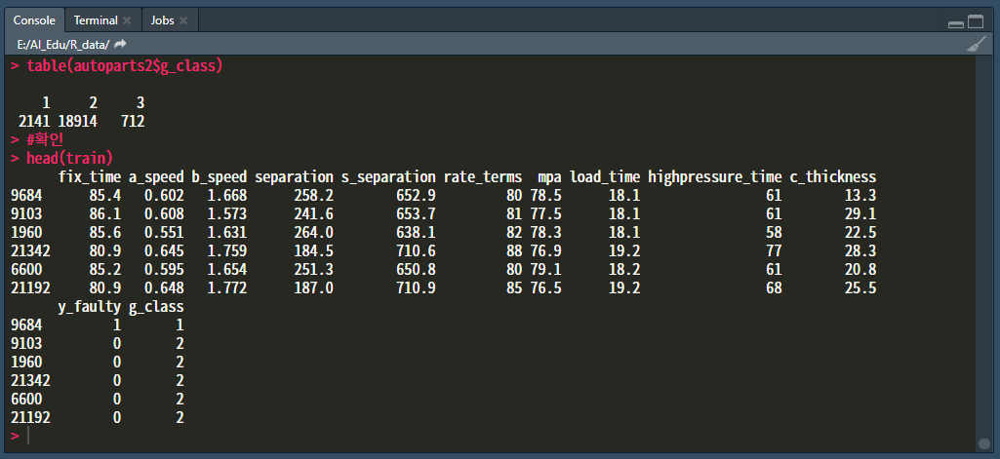 Console Terminal Jobs
E:/AI_Edu/R_data/
> table(autoparts2$g_class)
1 2 3
2141 18914 712
> #확인
> head(train)
fix_time a_speed b_speed separation s_separation rate_terms mpa load_time highpressure_time c_thickness
9684 85.4 0.602 1.668 258.2 652.9 80 78.5 18.1 61 13.3
9103 86.1 0.608 1.573 241.6 653.7 81 77.5 18.1 61 29.1
1960 85.6 0.551 1.631 264.0 638.1 82 78.3 18.1 58 22.5
21342 80.9 0.645 1.759 184.5 710.6 88 76.9 19.2 77 28.3
6600 85.2 0.595 1.654 251.3 650.8 80 79.1 18.2 61 20.8
21192 80.9 0.648 1.772 187.0 710.9 85 76.5 19.2 68 25.5
y_faulty g_class
9684 1 1
9103 0 2
1960 0 2
21342 0 2
6600 0 2
21192 0 2
>